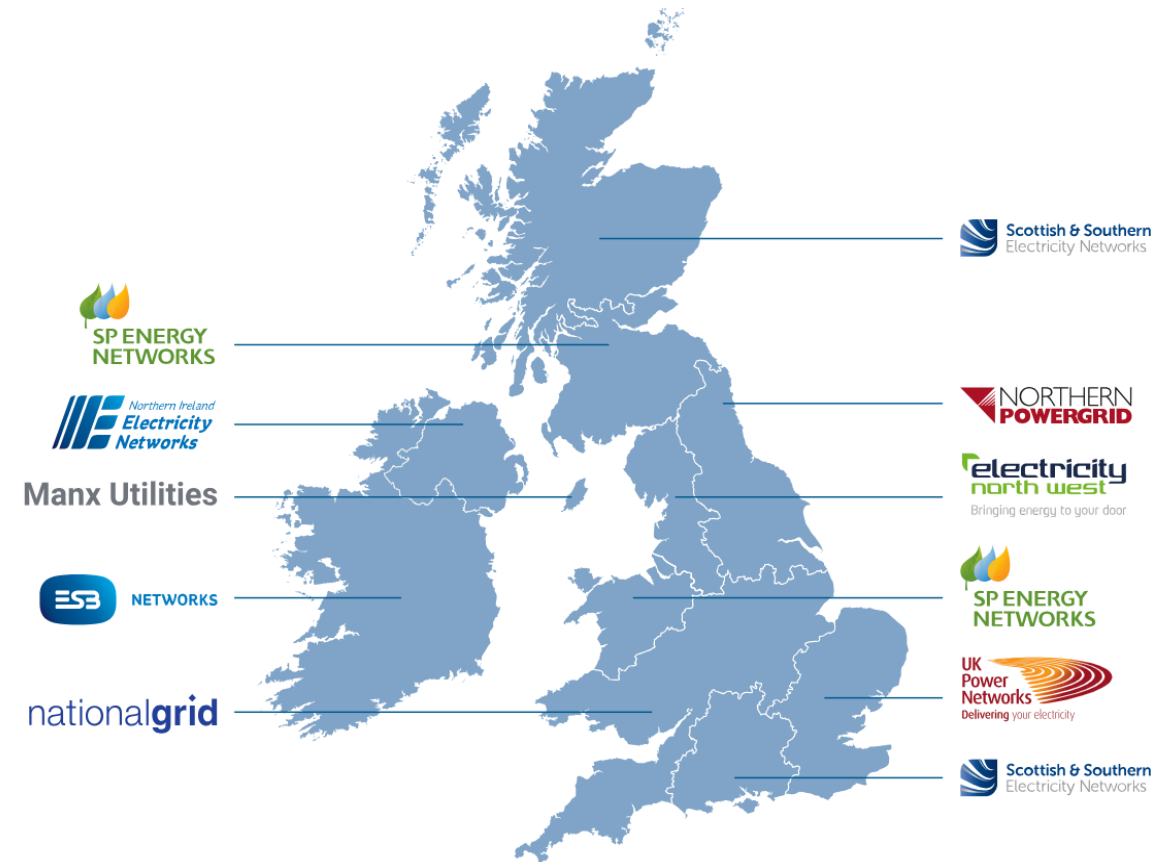 SP ENERGY
NETWORKS
Northern Ireland
Electricity
Networks
Manx Utilities
ESB
NETWORKS
nationalgrid
Scottish & Southern
Electricity Networks
NORTHERN
POWERGRID
electricity
north west
Bringing energy to your door
SP ENERGY
NETWORKS
UK
Power
Networks
Delivering your electricity
Scottish & Southern
Electricity Networks